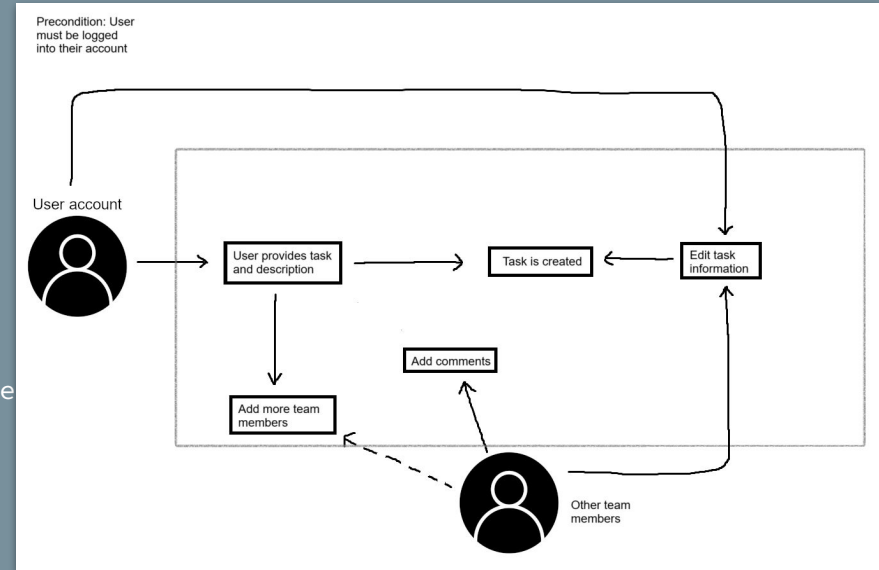 Precondition: User
must be logged
into their account
User account
User provides task
and description
Task is created
Edit task
information
Add comments
e
Add more team
members
Other team
members